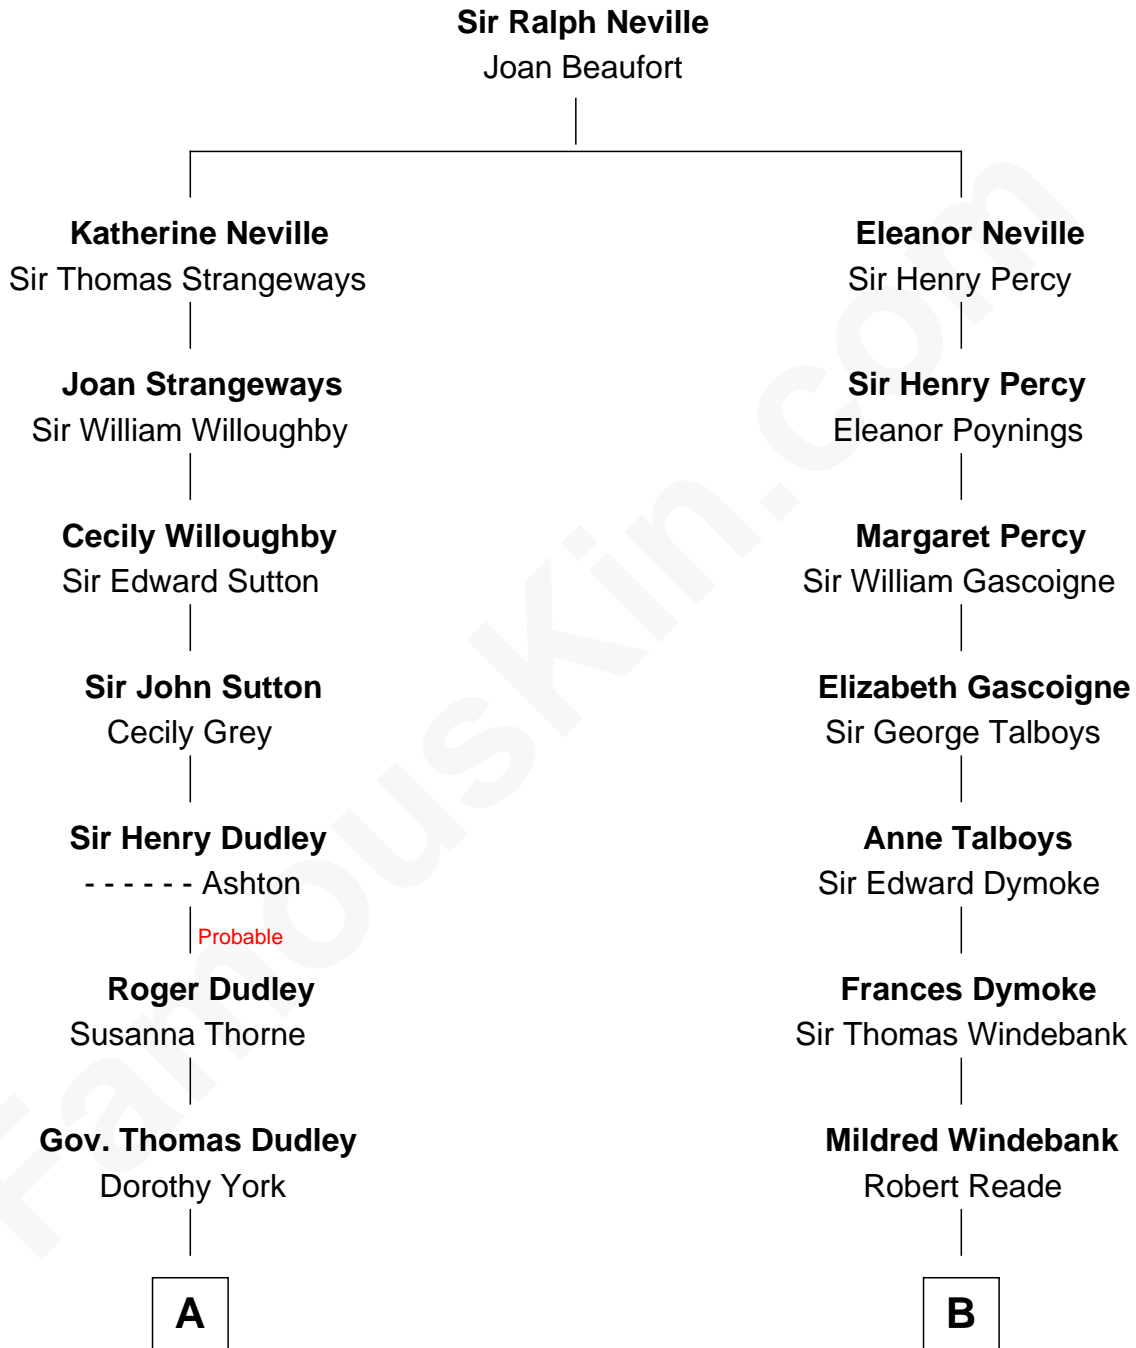 Sir Ralph Neville
Joan Beaufort
Katherine Neville
Sir Thomas Strangeways
Eleanor Neville
Sir Henry Percy
Joan Strangeways
Sir William Willoughby
Sir Henry Percy
Eleanor Poynings
Cecily Willoughby
Sir Edward Sutton
Margaret Percy
Sir William Gascoigne
Sir John Sutton
Cecily Grey
Elizabeth Gascoigne
Sir George Talboys
Sir Henry Dudley
- - - - - - Ashton
Probable
Anne Talboys
Sir Edward Dymoke
Roger Dudley
Susanna Thorne
Frances Dymoke
Sir Thomas Windebank
Gov. Thomas Dudley
Dorothy York
Mildred Windebank
Robert Reade
A
B
FamousKin.com